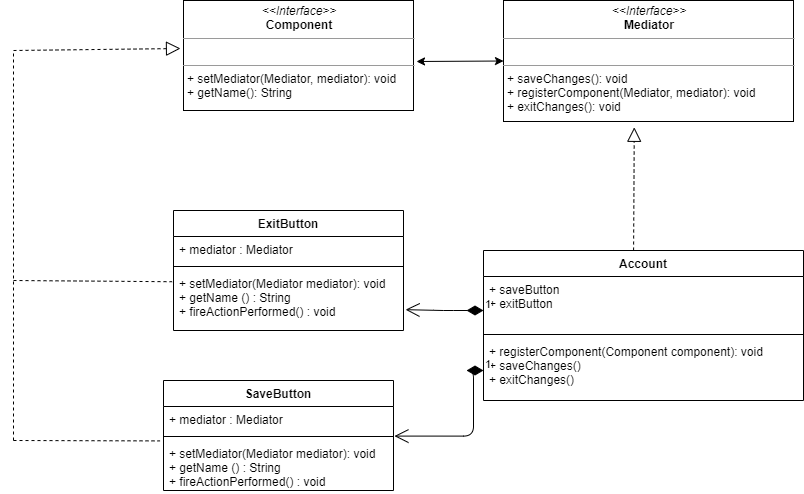 <<Interface>>
Component
+ setMediator(Mediator, mediator): void
+ getName(): String
<<Interface>>
Mediator
+ saveChanges(): void
+ registerComponent(Mediator, mediator): void
+ exitChanges(): void
ExitButton
+ mediator : Mediator
+ setMediator(Mediator mediator): void
+ getName () : String
+ fireActionPerformed() : void
Account
+ saveButton
1+ exitButton
+ registerComponent(Component component): void
1+ saveChanges()
+ exitChanges()
SaveButton
+ mediator : Mediator
+ setMediator(Mediator mediator): void
+ getName () : String
+ fireActionPerformed() : void